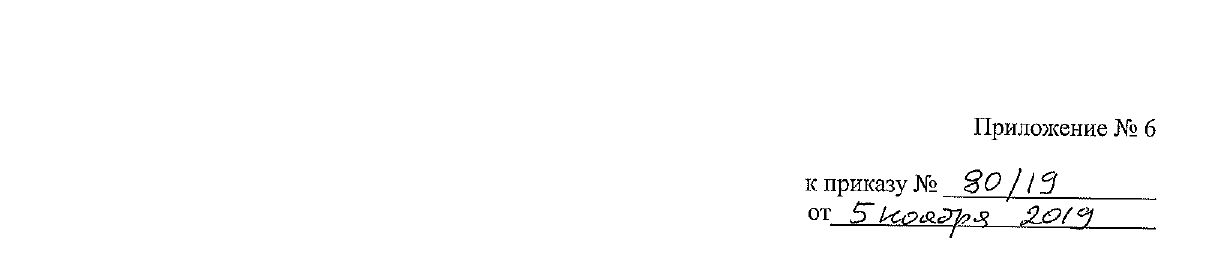 Приложение № 6
к приказу № 80/19
от 5 ноября 2019